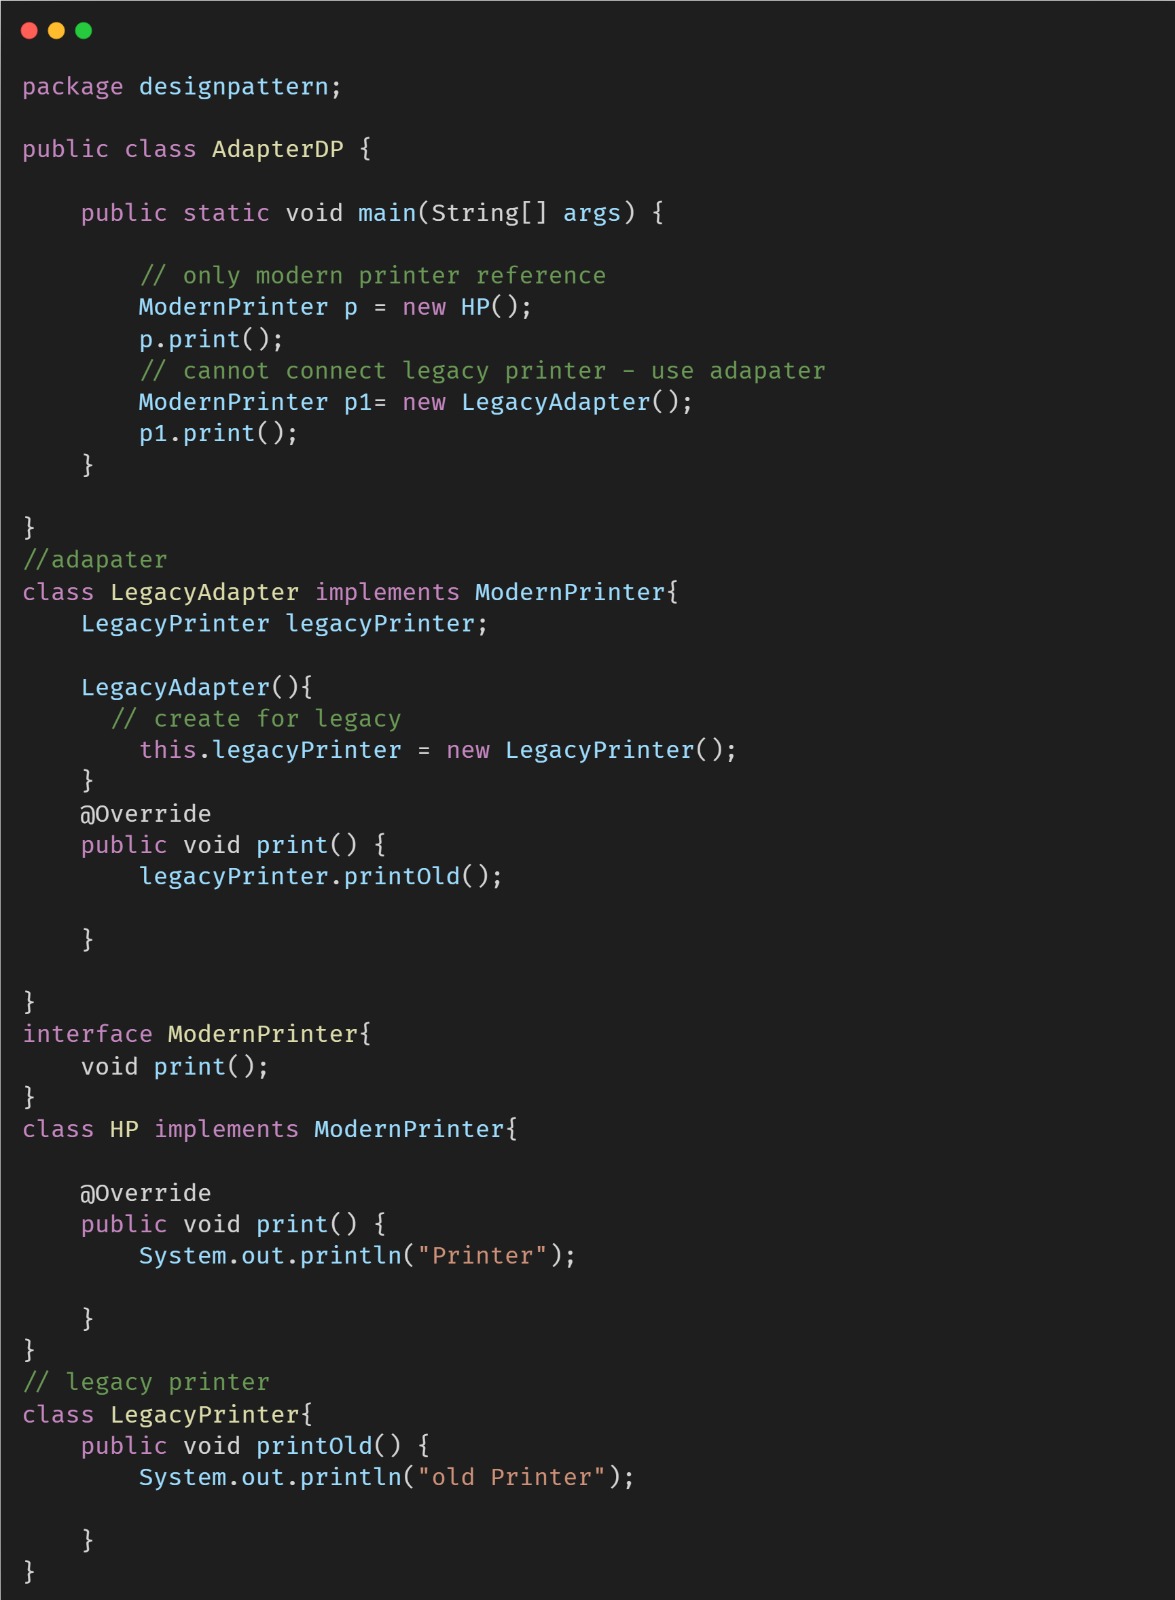 package designpattern;
public class AdapterDP {
public static void main(String[] args) {
// only modern printer reference
ModernPrinter p = new HP();
p.print();
// cannot connect legacy printer - use adapater
ModernPrinter p1= new LegacyAdapter();
p1.print();
}
}
//adapater
class LegacyAdapter implements ModernPrinter{
LegacyPrinter legacyPrinter;
LegacyAdapter(){
// create for legacy
this.legacyPrinter = new LegacyPrinter();
}
@Override
public void print() {
legacyPrinter.printOld();
}
}
interface ModernPrinter{
void print();
}
class HP implements ModernPrinter{
@Override
public void print() {
System.out.println("Printer");
}
}
// legacy printer
class LegacyPrinter{
public void printOld() {
System.out.println("old Printer");
}
}